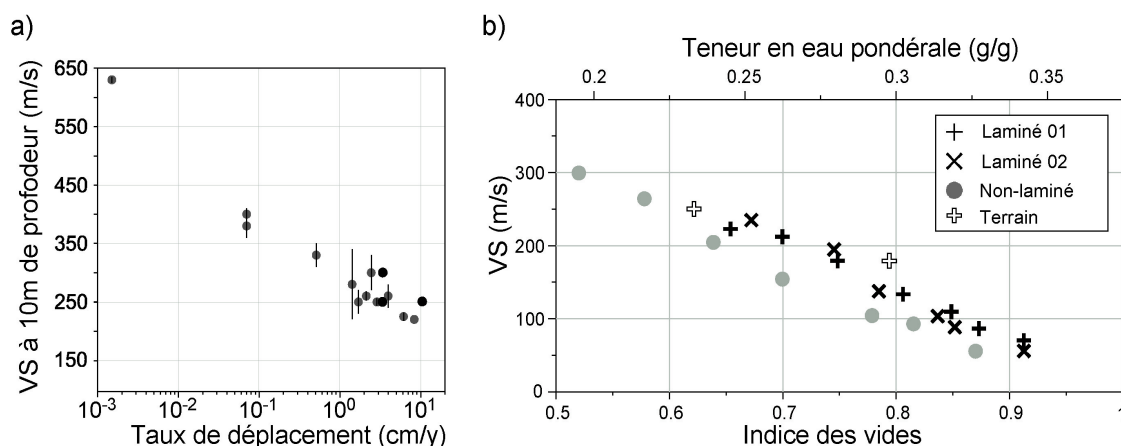 a)
650
550
450
350
250
150
VS à 10m de profodeur (m/s)
10-3
10-2
10-1
100
101
Taux de déplacement (cm/y)
b)
Teneur en eau pondérale (g/g)
0.2
0.25
0.3
0.35
400
300
200
100
0
VS (m/s)
Laminé 01
Laminé 02
Non-laminé
Terrain
0.5
0.6
0.7
0.8
0.9
1
Indice des vides